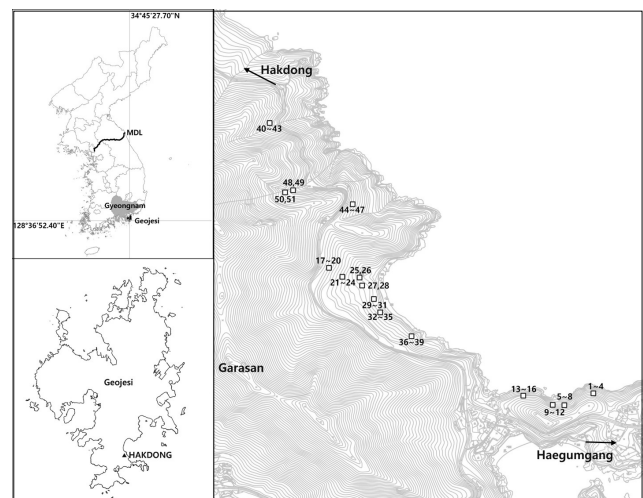 34°45'27.70"N
MDL
Gyeongnam
Geojesi
128°36'52.40"E
Geojesi
HAKDONG
Hakdong
40~43
48,49
50,51
44~47
17~20
25,26
21~24
27,28
29~31
32~35
36~39
Garasan
13~16
1~4
5~8
9~12
Haegumgang